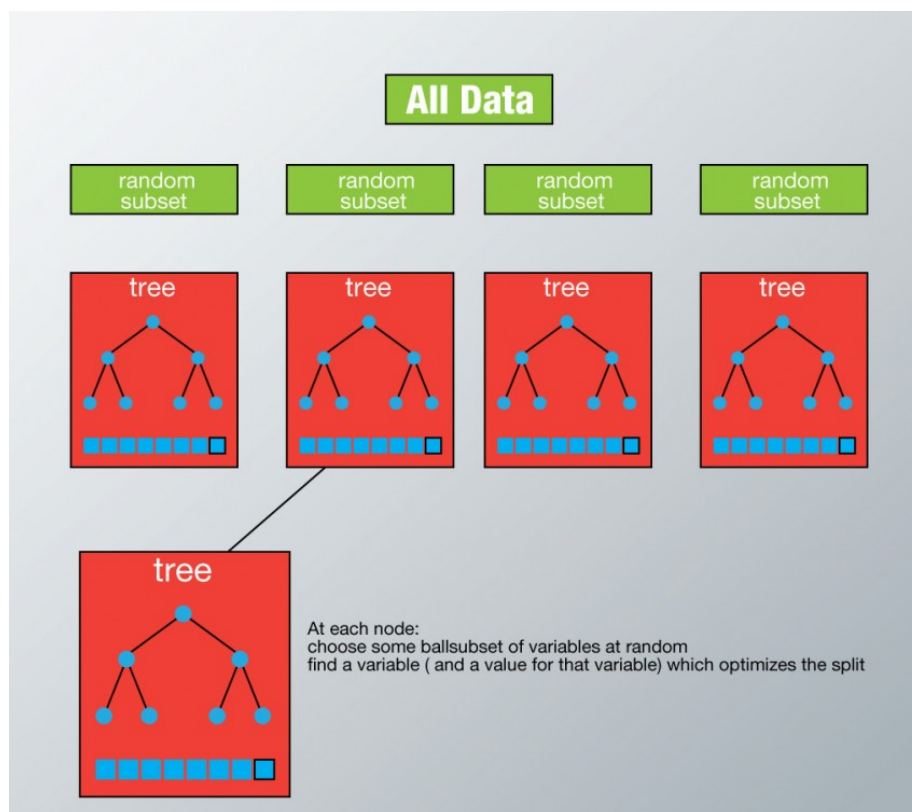 All Data
random
subset
random
subset
random
subset
random
subset
tree
tree
tree
tree
tree
At each node:
choose some ballsubset of variables at random
find a variable ( and a value for that variable) which optimizes the split